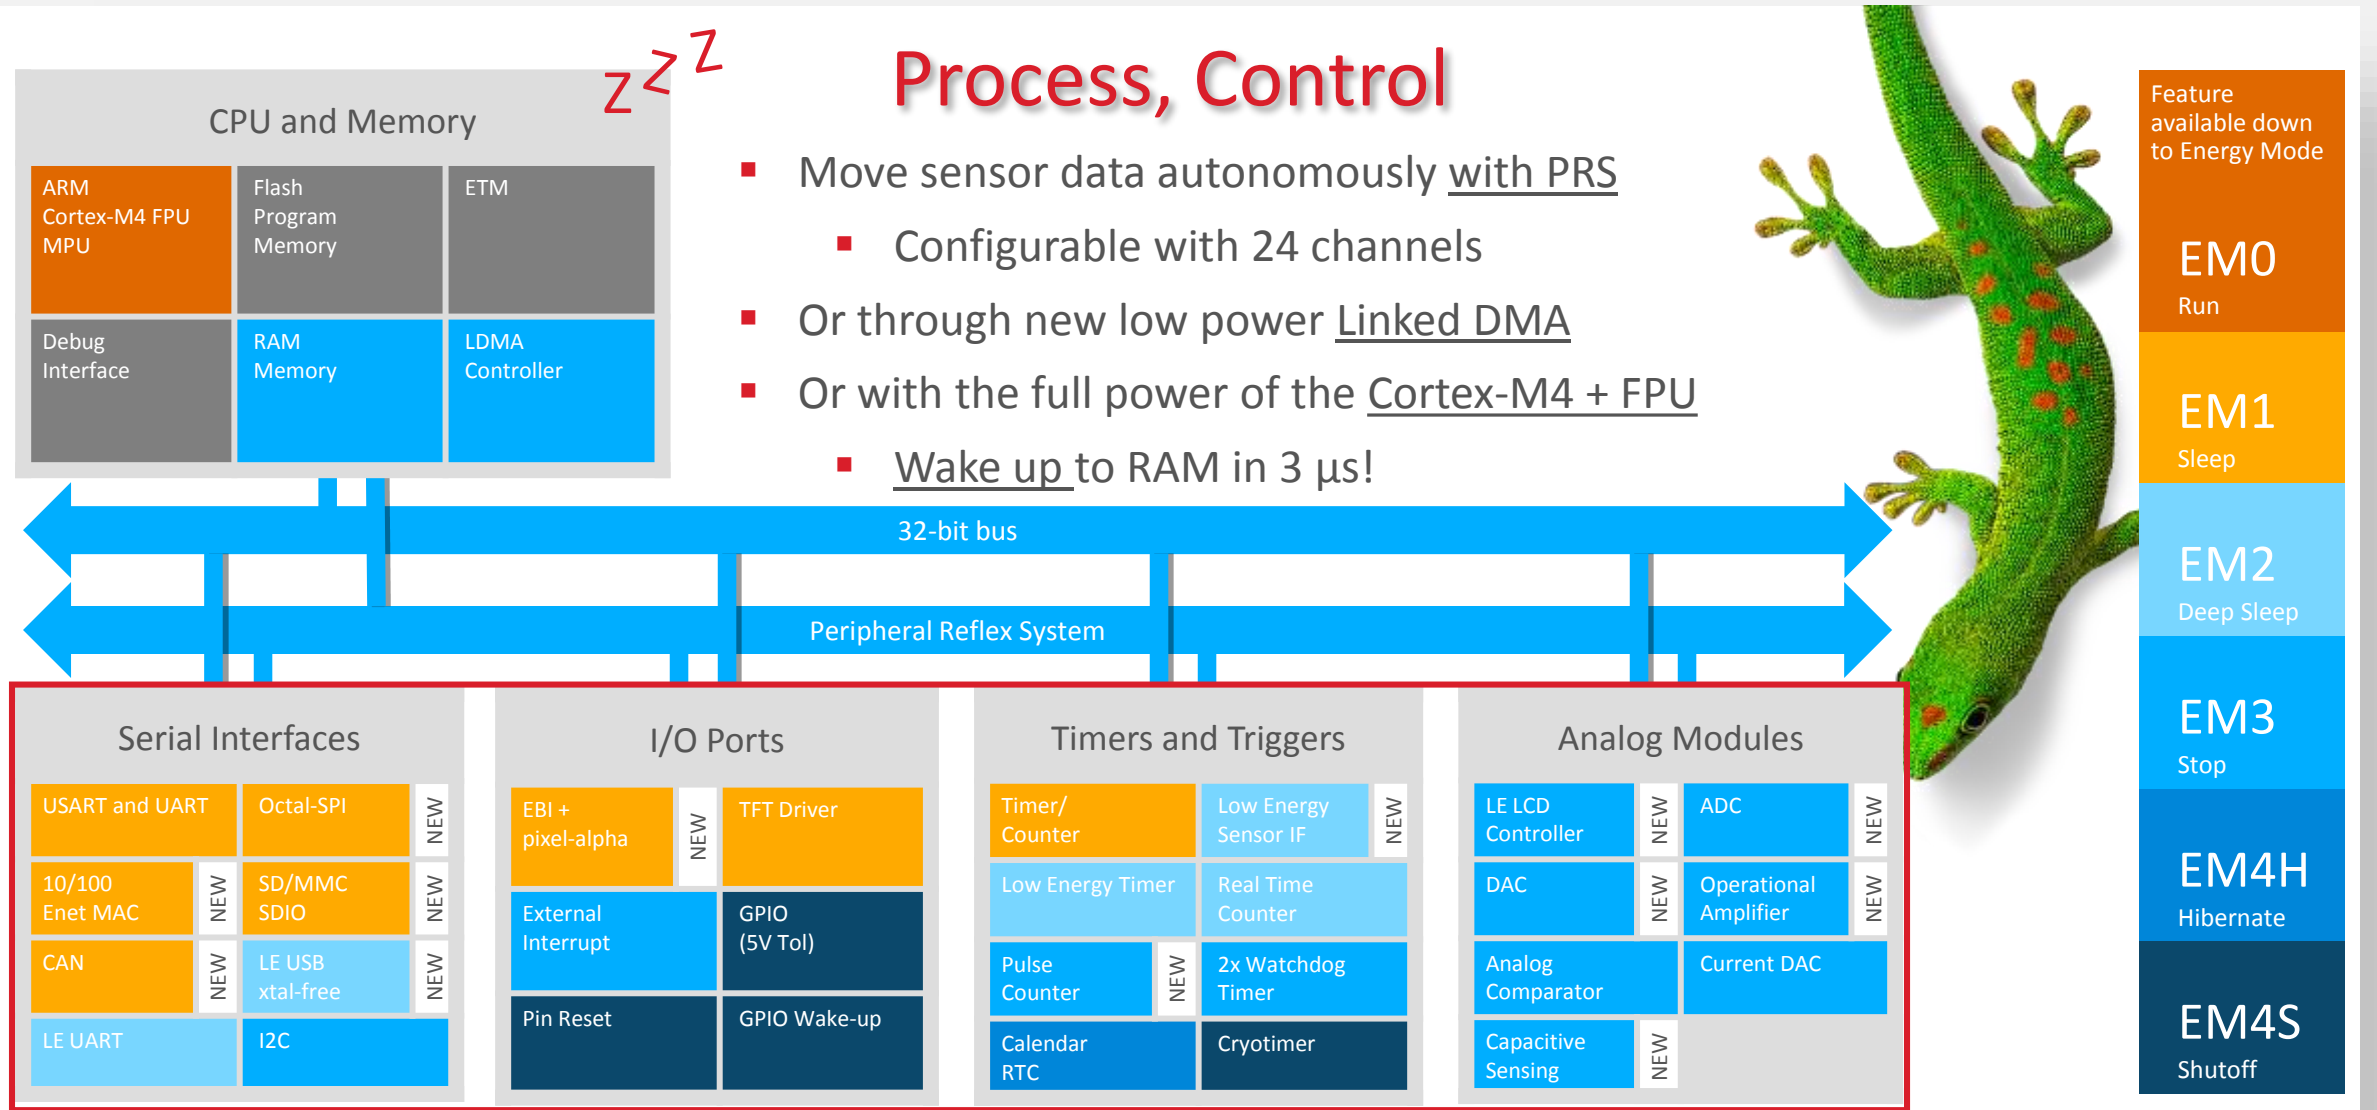 Process, Control
Z Z Z
CPU and Memory
ARM
Cortex-M4 FPU
MPU
Flash
Program
Memory
ETM
Debug
Interface
RAM
Memory
LDMA
Controller
Move sensor data autonomously with PRS
Configurable with 24 channels
Or through new low power Linked DMA
Or with the full power of the Cortex-M4 + FPU
Wake up to RAM in 3 µs!
32-bit bus
Peripheral Reflex System
Serial Interfaces
USART and UART
Octal-SPI
NEW
10/100
Enet MAC
NEW
SD/MMC
SDIO
NEW
CAN
NEW
LE USB
xtal-free
NEW
LE UART
I2C
I/O Ports
EBI +
pixel-alpha
NEW
TFT Driver
External
Interrupt
GPIO
(5V Tol)
Pin Reset
GPIO Wake-up
Timers and Triggers
Timer/
Counter
Low Energy
Sensor IF
NEW
Low Energy Timer
Real Time
Counter
Pulse
Counter
NEW
2x Watchdog
Timer
Calendar
RTC
Cryotimer
Analog Modules
LE LCD
Controller
NEW
ADC
NEW
DAC
NEW
Operational
Amplifier
NEW
Analog
Comparator
Current DAC
Capacitive
Sensing
NEW
Feature
available down
to Energy Mode
EM0
Run
EM1
Sleep
EM2
Deep Sleep
EM3
Stop
EM4H
Hibernate
EM4S
Shutoff